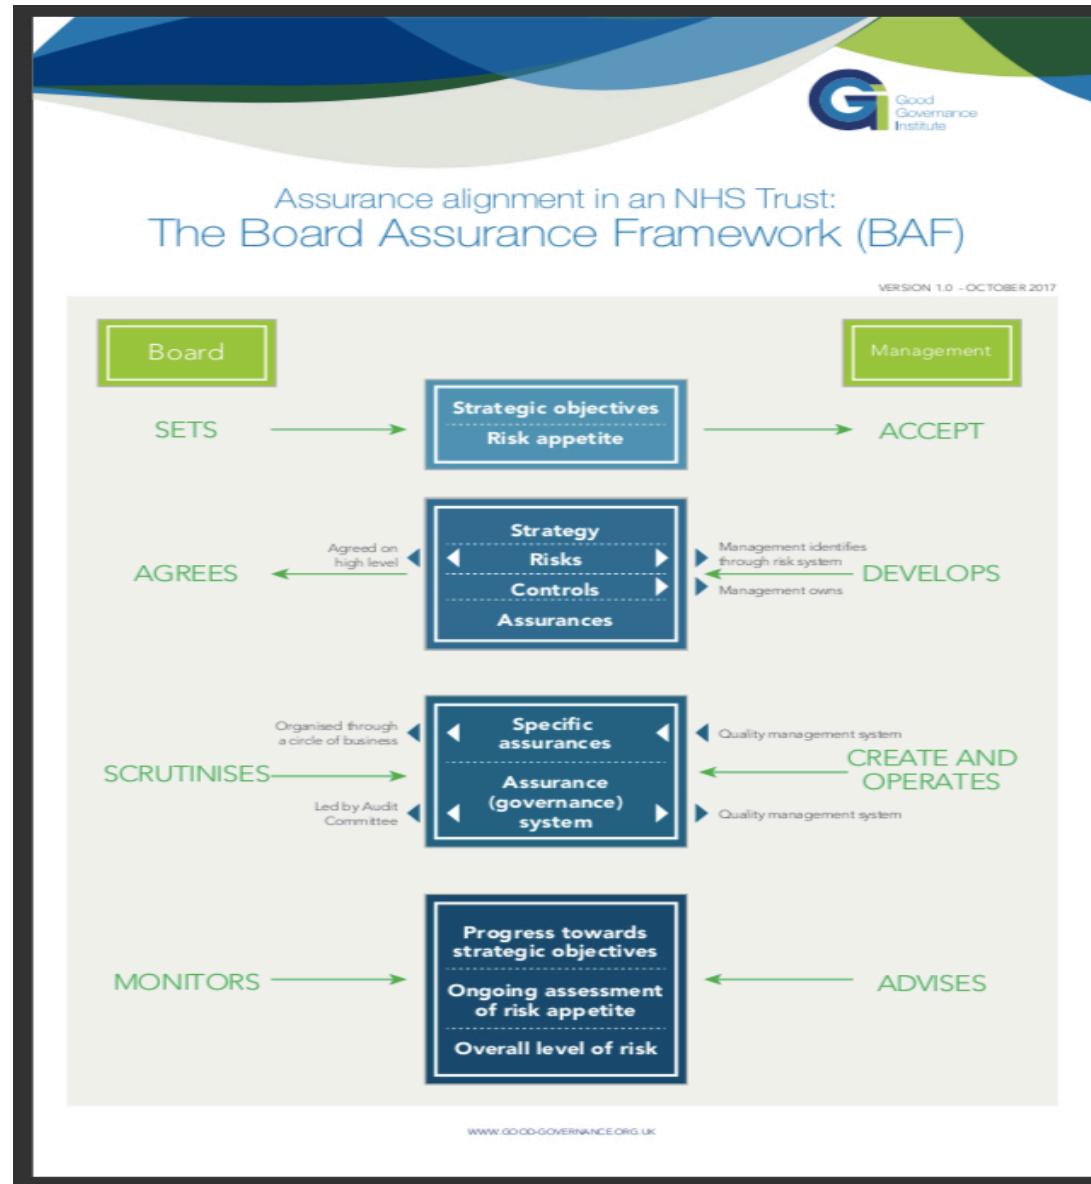 Good
Governance
Institute
Assurance alignment in an NHS Trust:
The Board Assurance Framework (BAF)
VERSION 1.0 - OCTOBER 2017
Board
Management
SETS
Strategic objectives
Risk appetite
ACCEPT
AGREES
Agreed on
high level
Strategy
Risks
Controls
Assurances
Management identifies
through risk system
Management owns
DEVELOPS
SCRUTINISES
Organised through
a circle of business
Led by Audit
Committee
Specific
assurances
Assurance
(governance)
system
Quality management system
CREATE AND
OPERATES
Quality management system
MONITORS
Progress towards
strategic objectives
Ongoing assessment
of risk appetite
Overall level of risk
ADVISES
WWW.GOOD-GOVERNANCE.ORG.UK